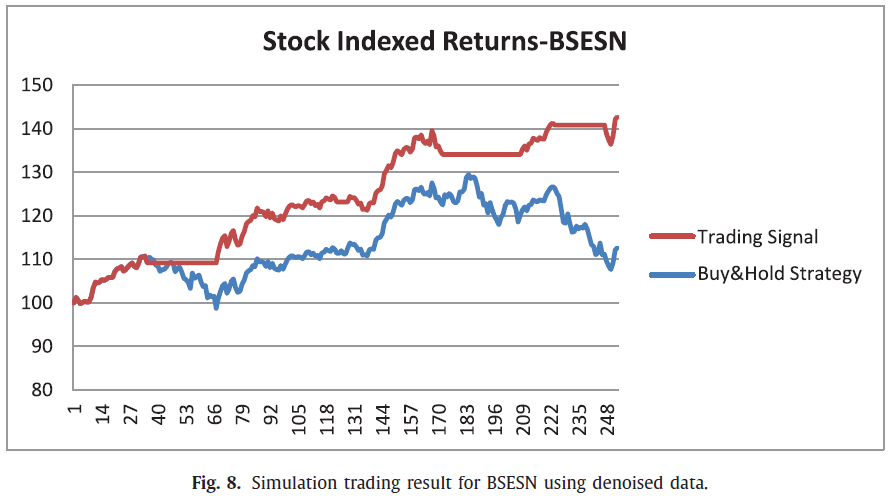 Stock Indexed Returns-BSESN
150
140
130
120
110
100
90
80
1 14 27 40 53 66 79 92 105 118 131 144 157 170 183 196 209 222 235 248
Trading Signal
Buy&Hold Strategy
Fig. 8. Simulation trading result for BSESN using denoised data.